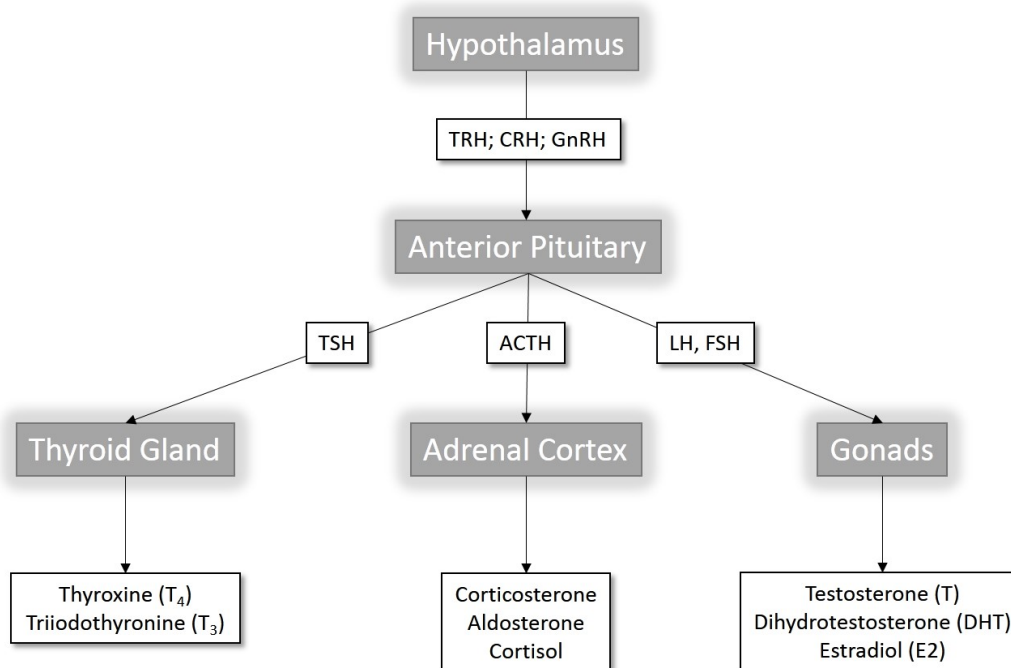 Hypothalamus
TRH; CRH; GnRH
Anterior Pituitary
TSH
ACTH
LH, FSH
Thyroid Gland
Adrenal Cortex
Gonads
Thyroxine (T₄)
Triiodothyronine (T₃)
Corticosterone
Aldosterone
Cortisol
Testosterone (T)
Dihydrotestosterone (DHT)
Estradiol (E2)